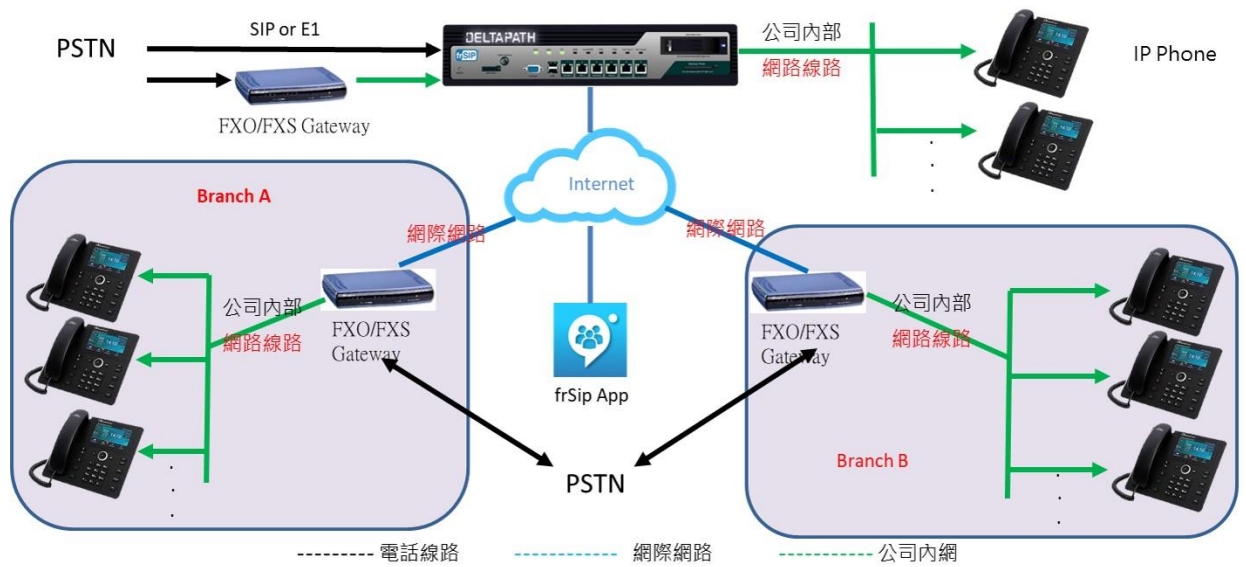 SIP or E1
PSTN
DELTAPATH
frSIP
FXO/FXS Gateway
公司內部
網路線路
IP Phone
Internet
Branch A
網際網路
網際網路
公司內部
網路線路
FXO/FXS
Gateway
frSip App
FXO/FXS
Gateway
公司內部
網路線路
Branch B
PSTN
--------- 電話線路
------------ 網際網路
----------- 公司內網